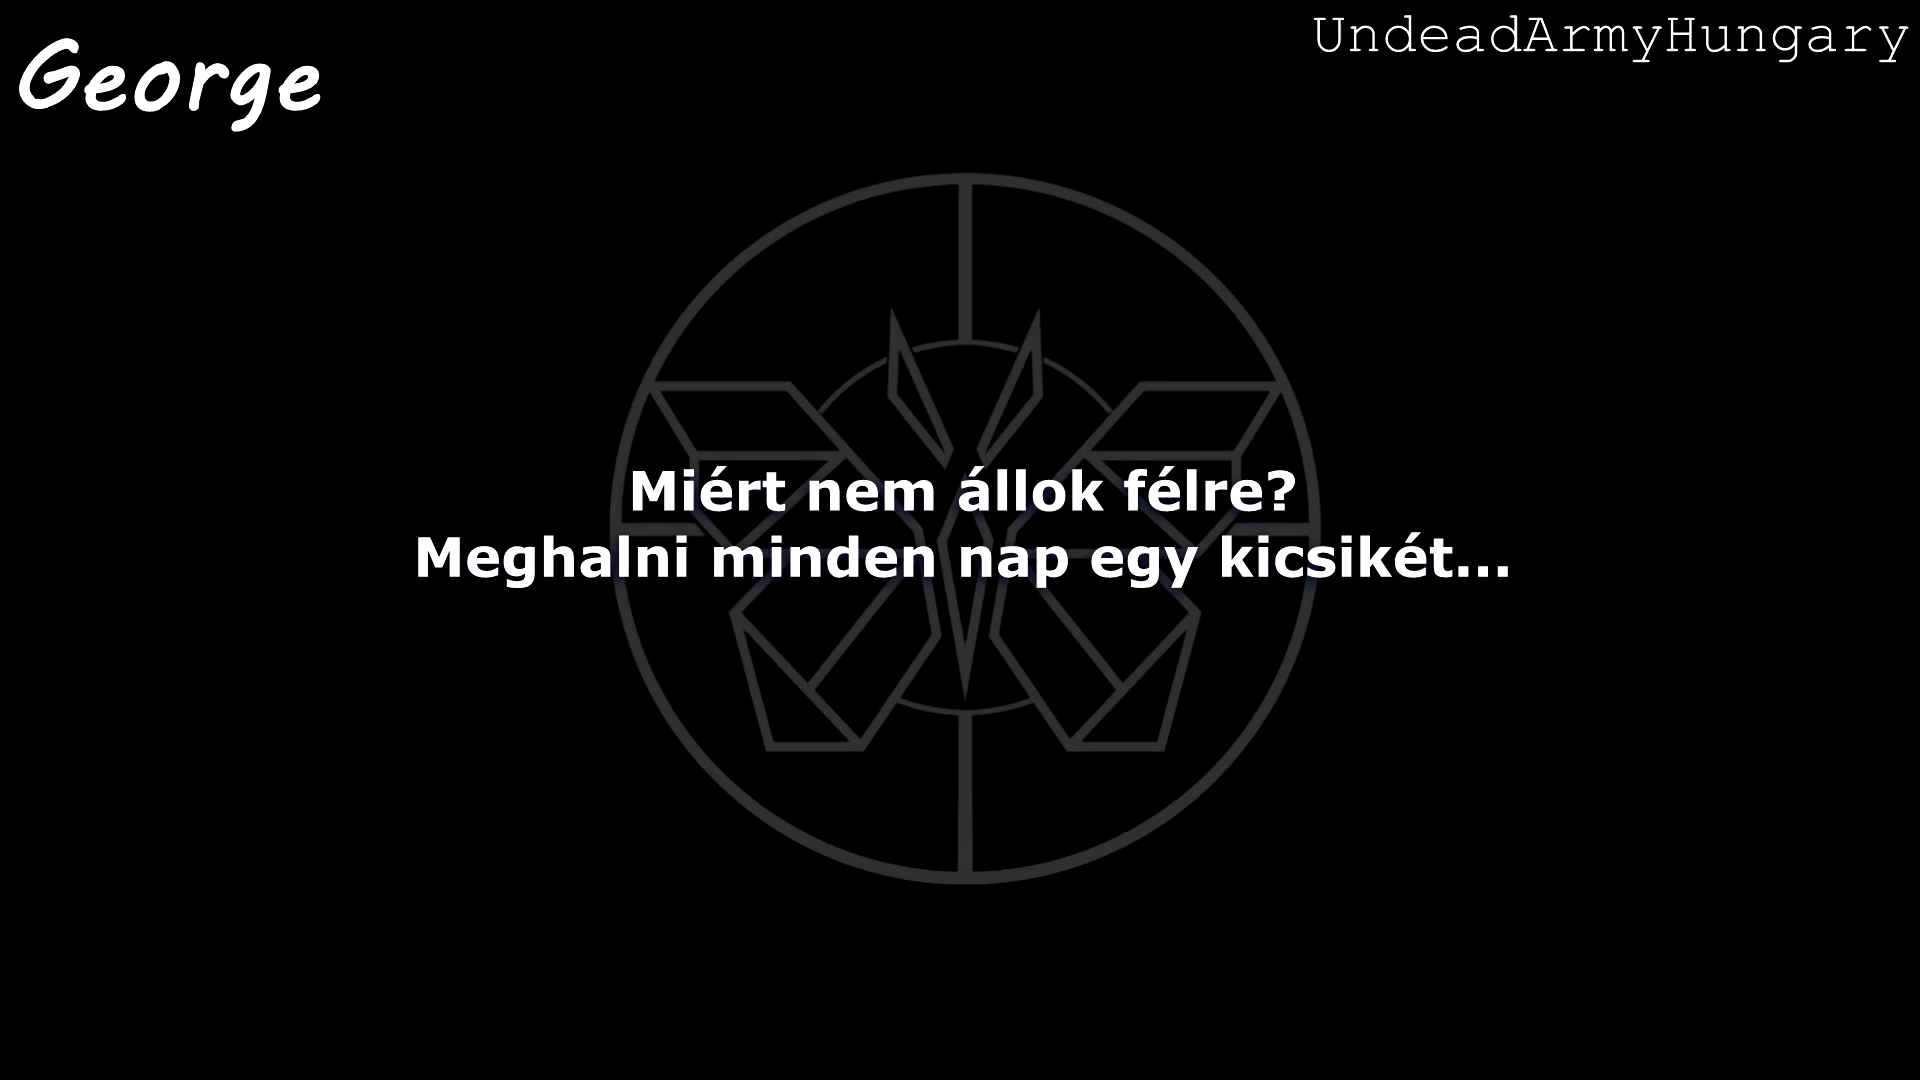 George
UndeadArmyHungary
Miért nem állok félre?
Meghalni minden nap egy kicsikét...